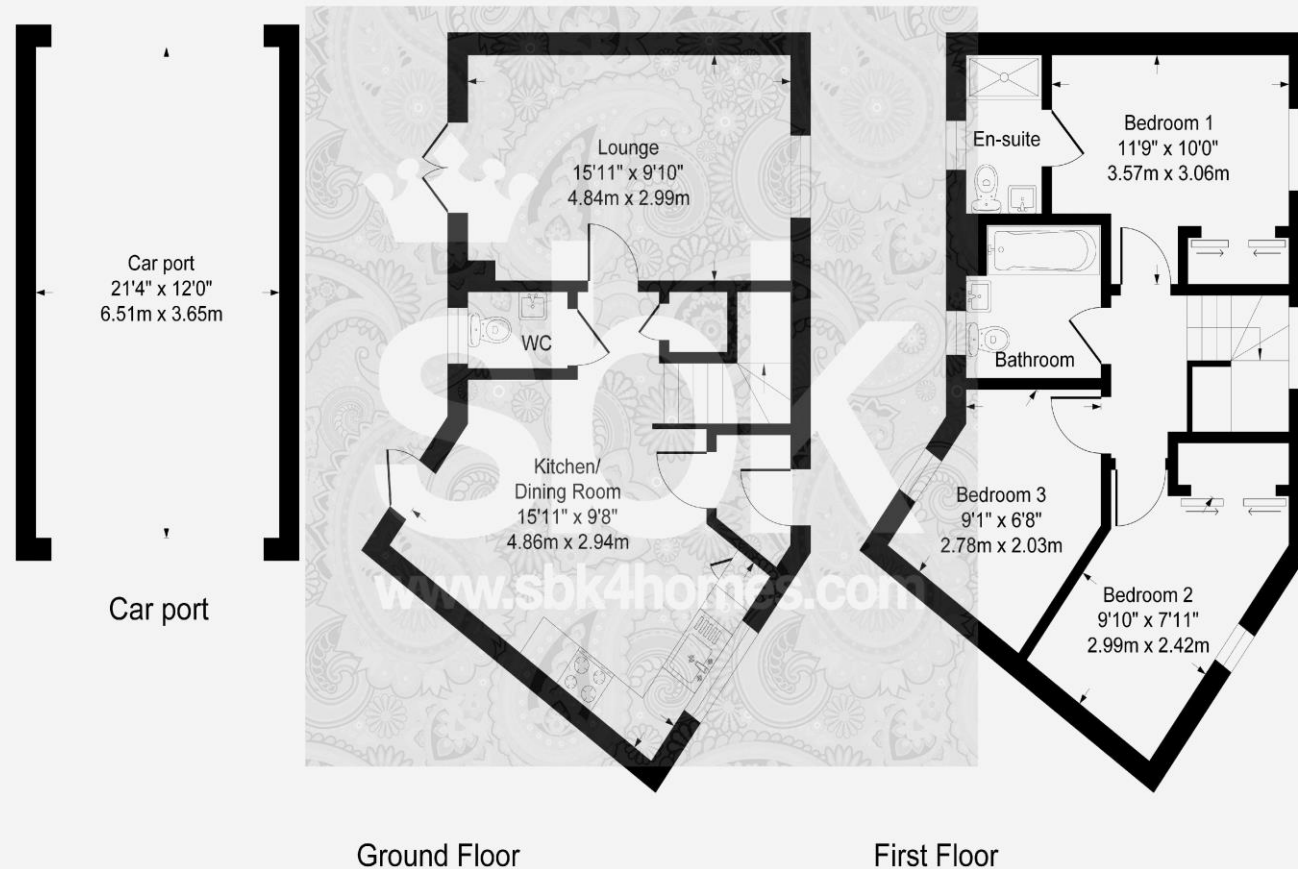 Car port
21'4" x 12'0"
6.51m x 3.65m
Car port
Lounge
15'11" x 9'10"
4.84m x 2.99m
WC
Kitchen/
Dining Room
15'11" x 9'8"
4.86m x 2.94m
Ground Floor
En-suite
Bedroom 1
11'9" x 10'0"
3.57m x 3.06m
Bathroom
Bedroom 3
9'1" x 6'8"
2.78m x 2.03m
Bedroom 2
9'10" x 7'11"
2.99m x 2.42m
First Floor
sbk
www.sbk4homes.com